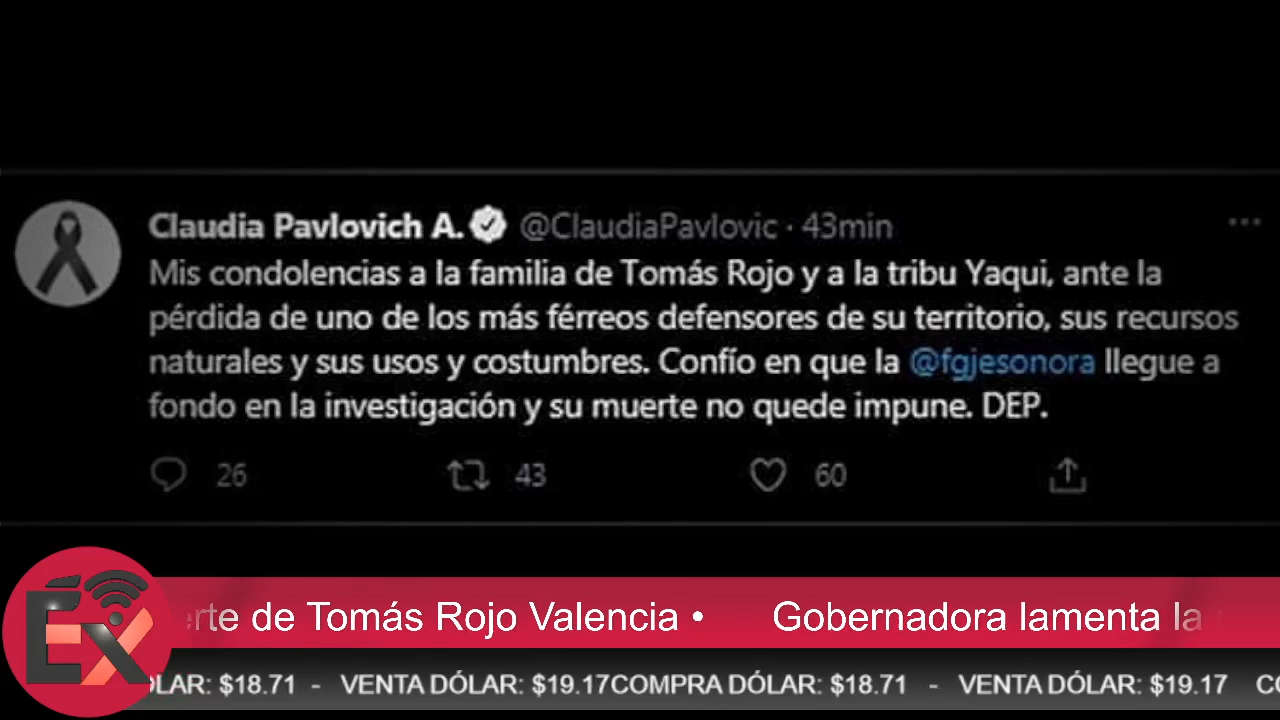 Claudia Pavlovich A. @ClaudiaPavlovic · 43min
Mis condolencias a la familia de Tomás Rojo y a la tribu Yaqui, ante la
pérdida de uno de los más férreos defensores de su territorio, sus recursos
naturales y sus usos y costumbres. Confío en que la @fgjesonora llegue a
fondo en la investigación y su muerte no quede impune. DEP.
26 43 60
ÉX
de Tomás Rojo Valencia • Gobernadora lamenta la
VENTA DÓLAR: $19.17COMPRA DÓLAR: $18.71 - VENTA DÓLAR: $19.17